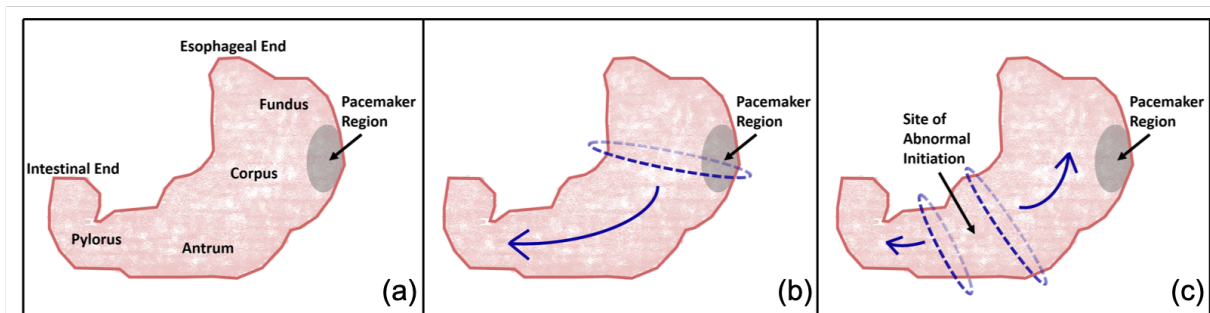 Esophageal End
Fundus
Pacemaker
Region
Intestinal End
Corpus
Pylorus
Antrum
(a)
Pacemaker
Region
(b)
Site of
Abnormal
Initiation
Pacemaker
Region
(c)